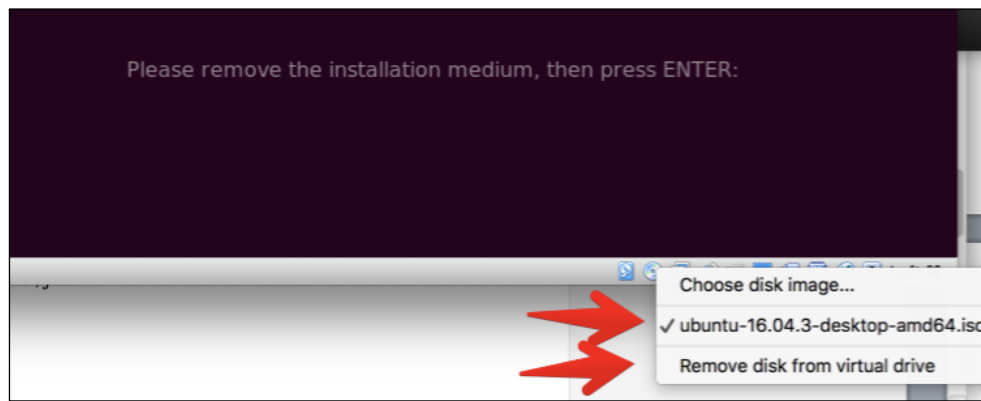 Please remove the installation medium, then press ENTER:
Choose disk image...
✓ ubuntu-16.04.3-desktop-amd64.iso
Remove disk from virtual drive